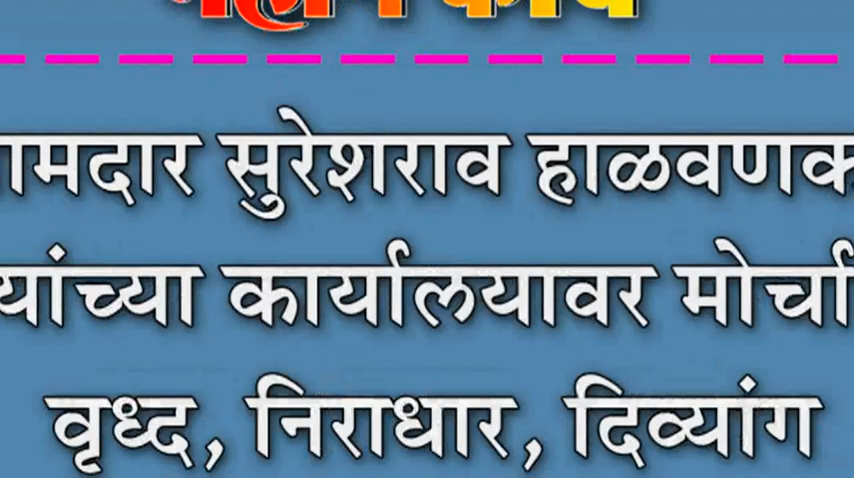 ामदार सुरेशराव हाळवणक
यांच्या कार्यालयावर मोर्चा
वृध्द, निराधार, दिव्यांग